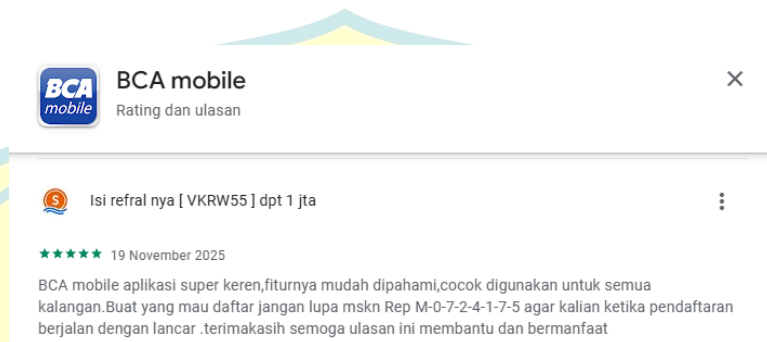 BCA mobile
BCA mobile
Rating dan ulasan
S
Isi refral nya [ VKRW55 ] dpt 1 jta
19 November 2025
BCA mobile aplikasi super keren,fiturnya mudah dipahami,cocok digunakan untuk semua
kalangan.Buat yang mau daftar jangan lupa mskn Rep M-0-7-2-4-1-7-5 agar kalian ketika pendaftaran
berjalan dengan lancar .terimakasih semoga ulasan ini membantu dan bermanfaat